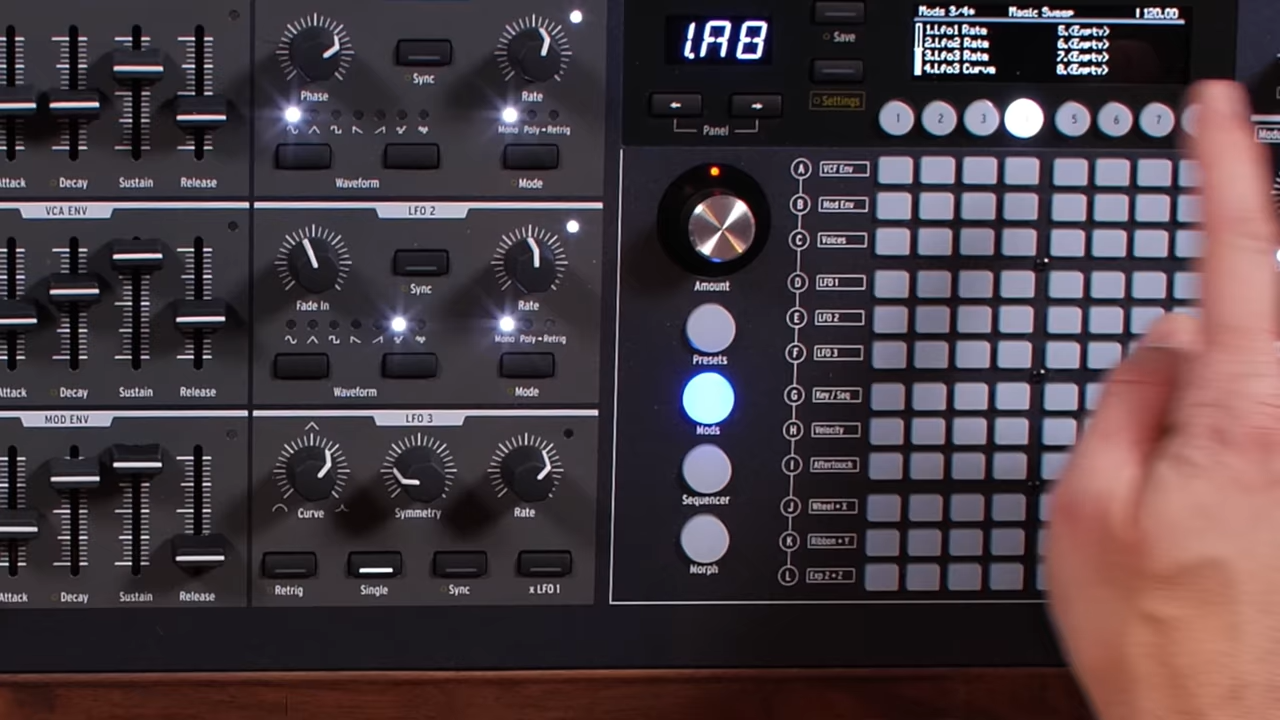 Attack
Decay
Sustain
Release
Phase
Sync
Rate
Mono Poly→Retrig
Waveform
Mode
VCA ENV
LFO 2
Attack
Decay
Sustain
Release
Fade In
Sync
Rate
Mono Poly→Retrig
Waveform
Mode
MOD ENV
LFO 3
Attack
Decay
Sustain
Release
Curve
Symmetry
Rate
Retrig
Single
Sync
x LFO 1
1.A8
Save
Settings
← →
Panel
Mods 3/4 Magic Sweep 120.00
1.Lfo1 Rate 5.<Empty>
2.Lfo2 Rate 6.<Empty>
3.Lfo3 Rate 7.<Empty>
4.Lfo3 Curve 8.<Empty>
1 2 3 4 5 6 7
Amount
Presets
Mods
Sequencer
Morph
A VCF Env
B Mod Env
C Voices
D LFO 1
E LFO 2
F LFO 3
G Key / Seq
H Velocity
I Aftertouch
J Wheel + X
K Ribbon + Y
L Exp 2 + Z